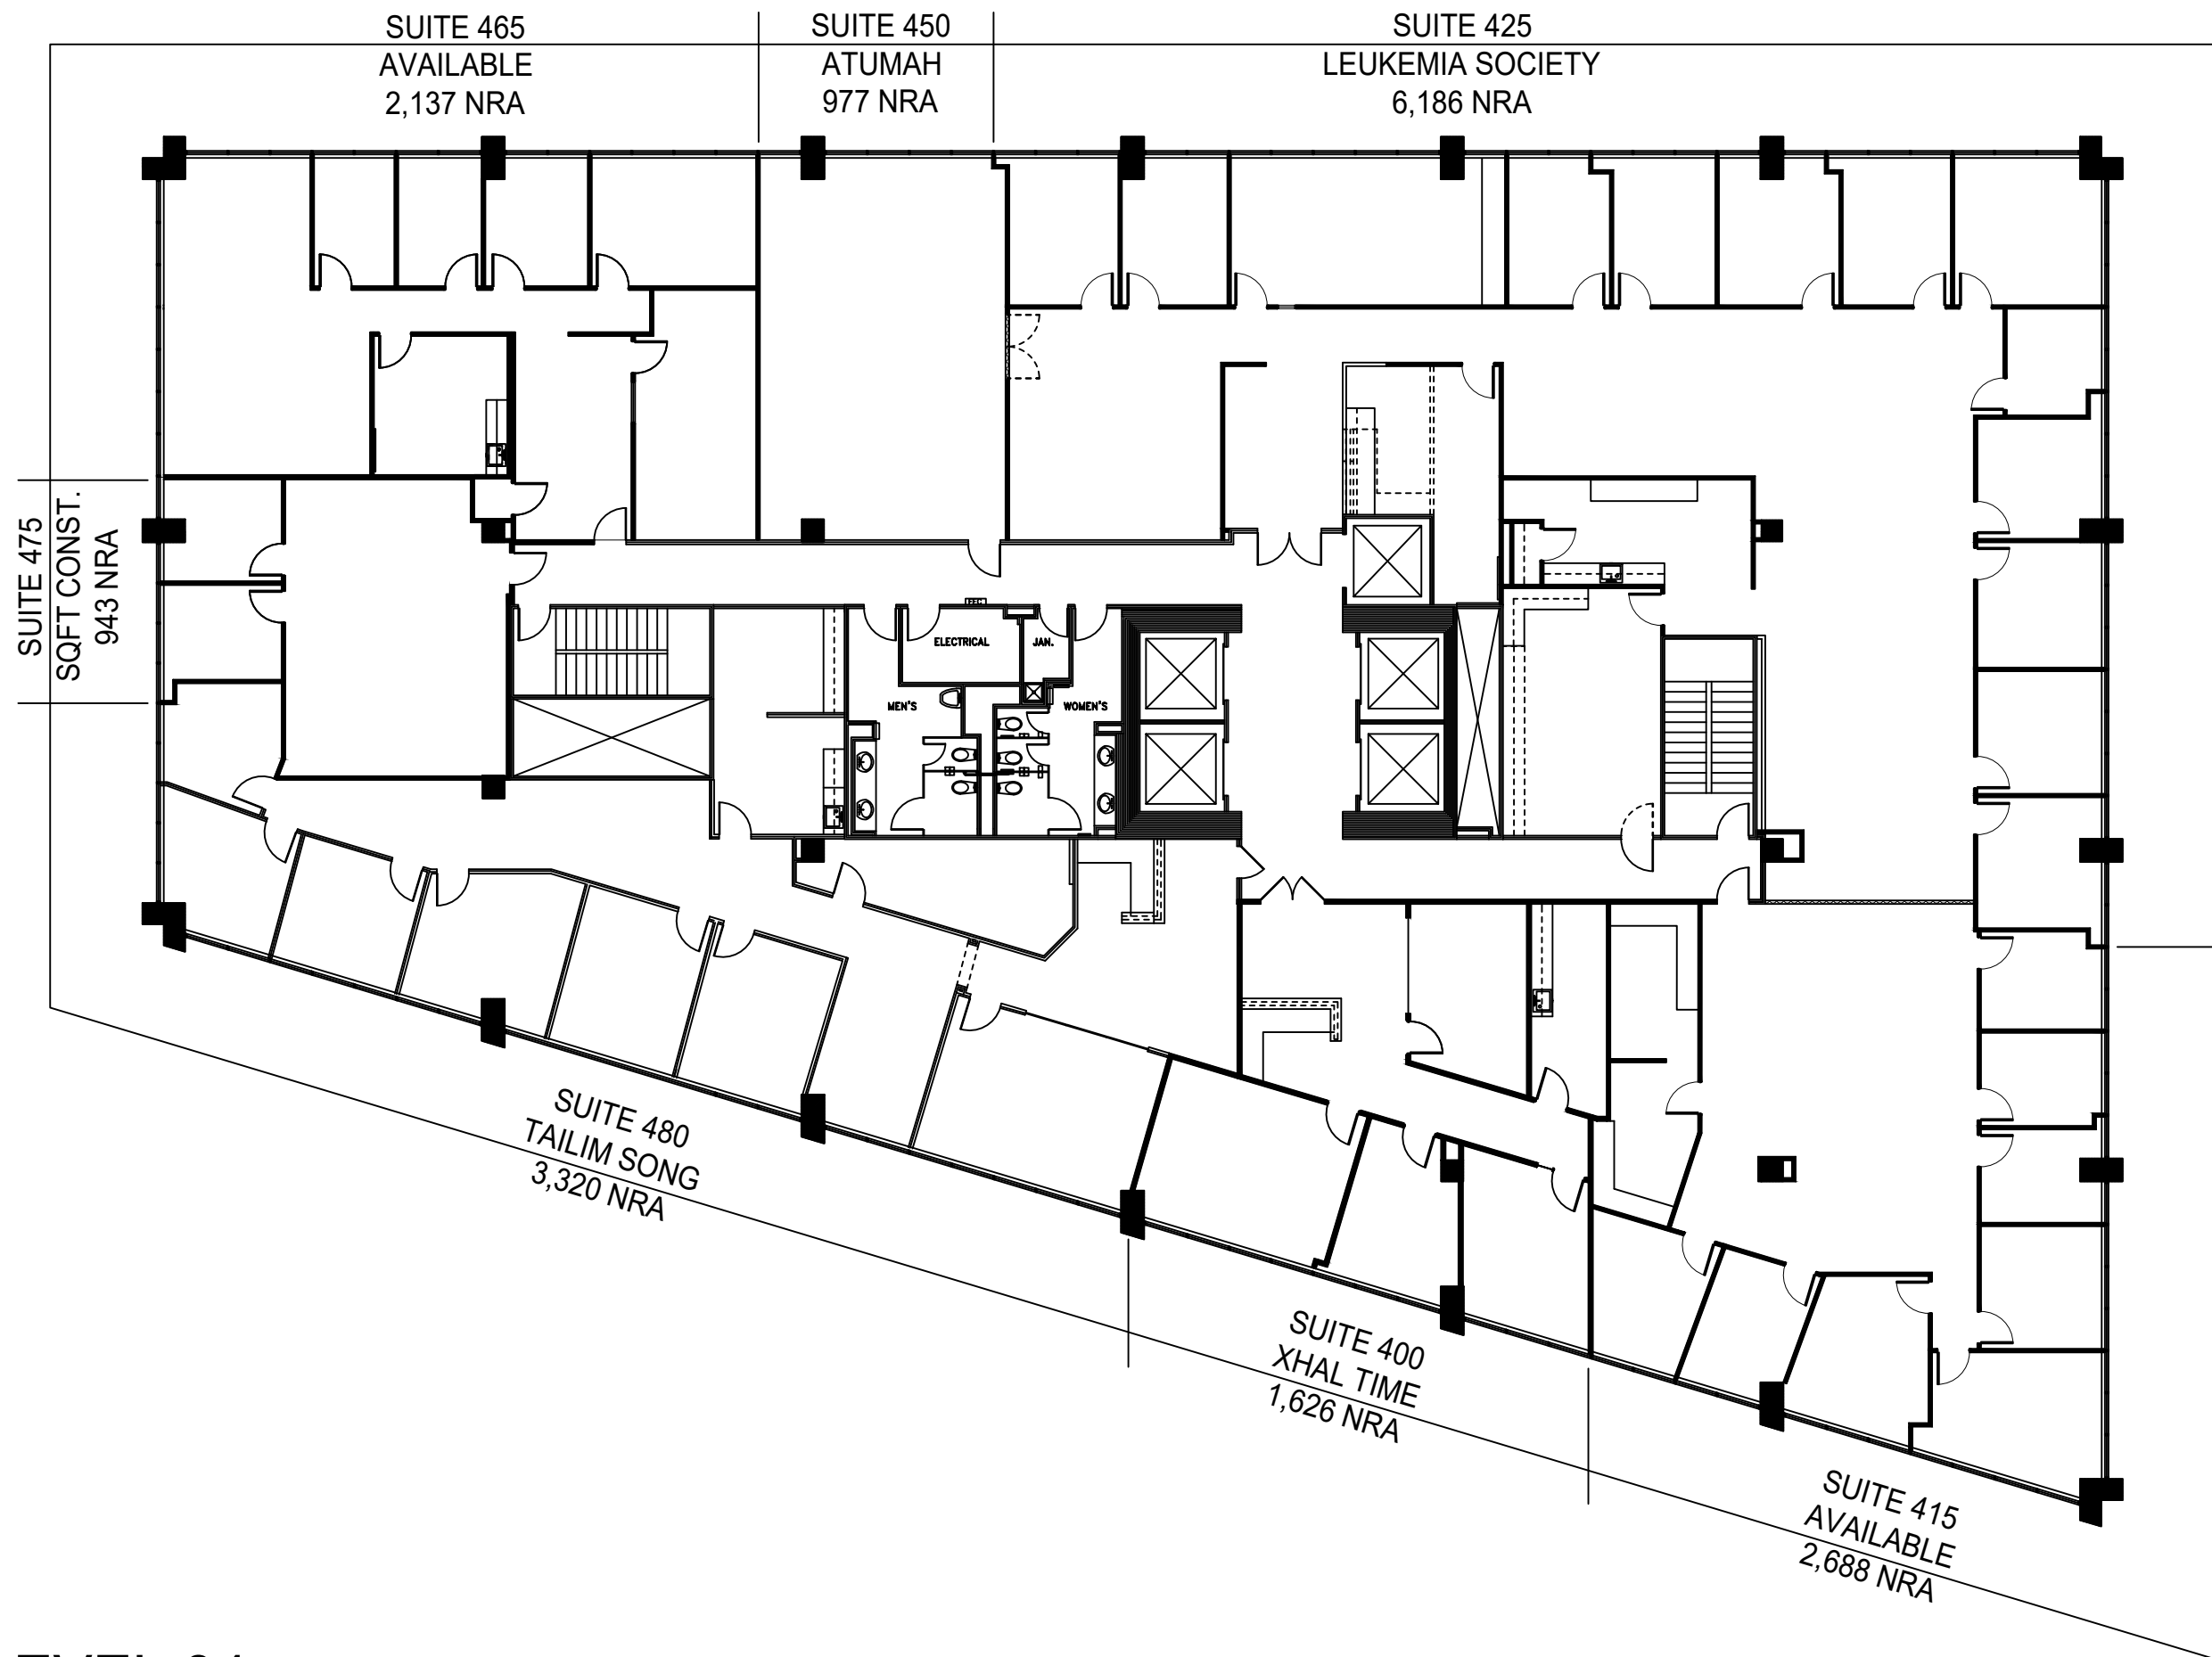 SUITE 465
AVAILABLE
2,137 NRA
SUITE 450
ATUMAH
977 NRA
SUITE 425
LEUKEMIA SOCIETY
6,186 NRA
SUITE 475
SQFT CONST.
943 NRA
ELECTRICAL
JAN.
MEN'S
WOMEN'S
SUITE 480
TAILIM SONG
3,320 NRA
SUITE 400
XHAL TIME
1,626 NRA
SUITE 415
AVAILABLE
2,688 NRA